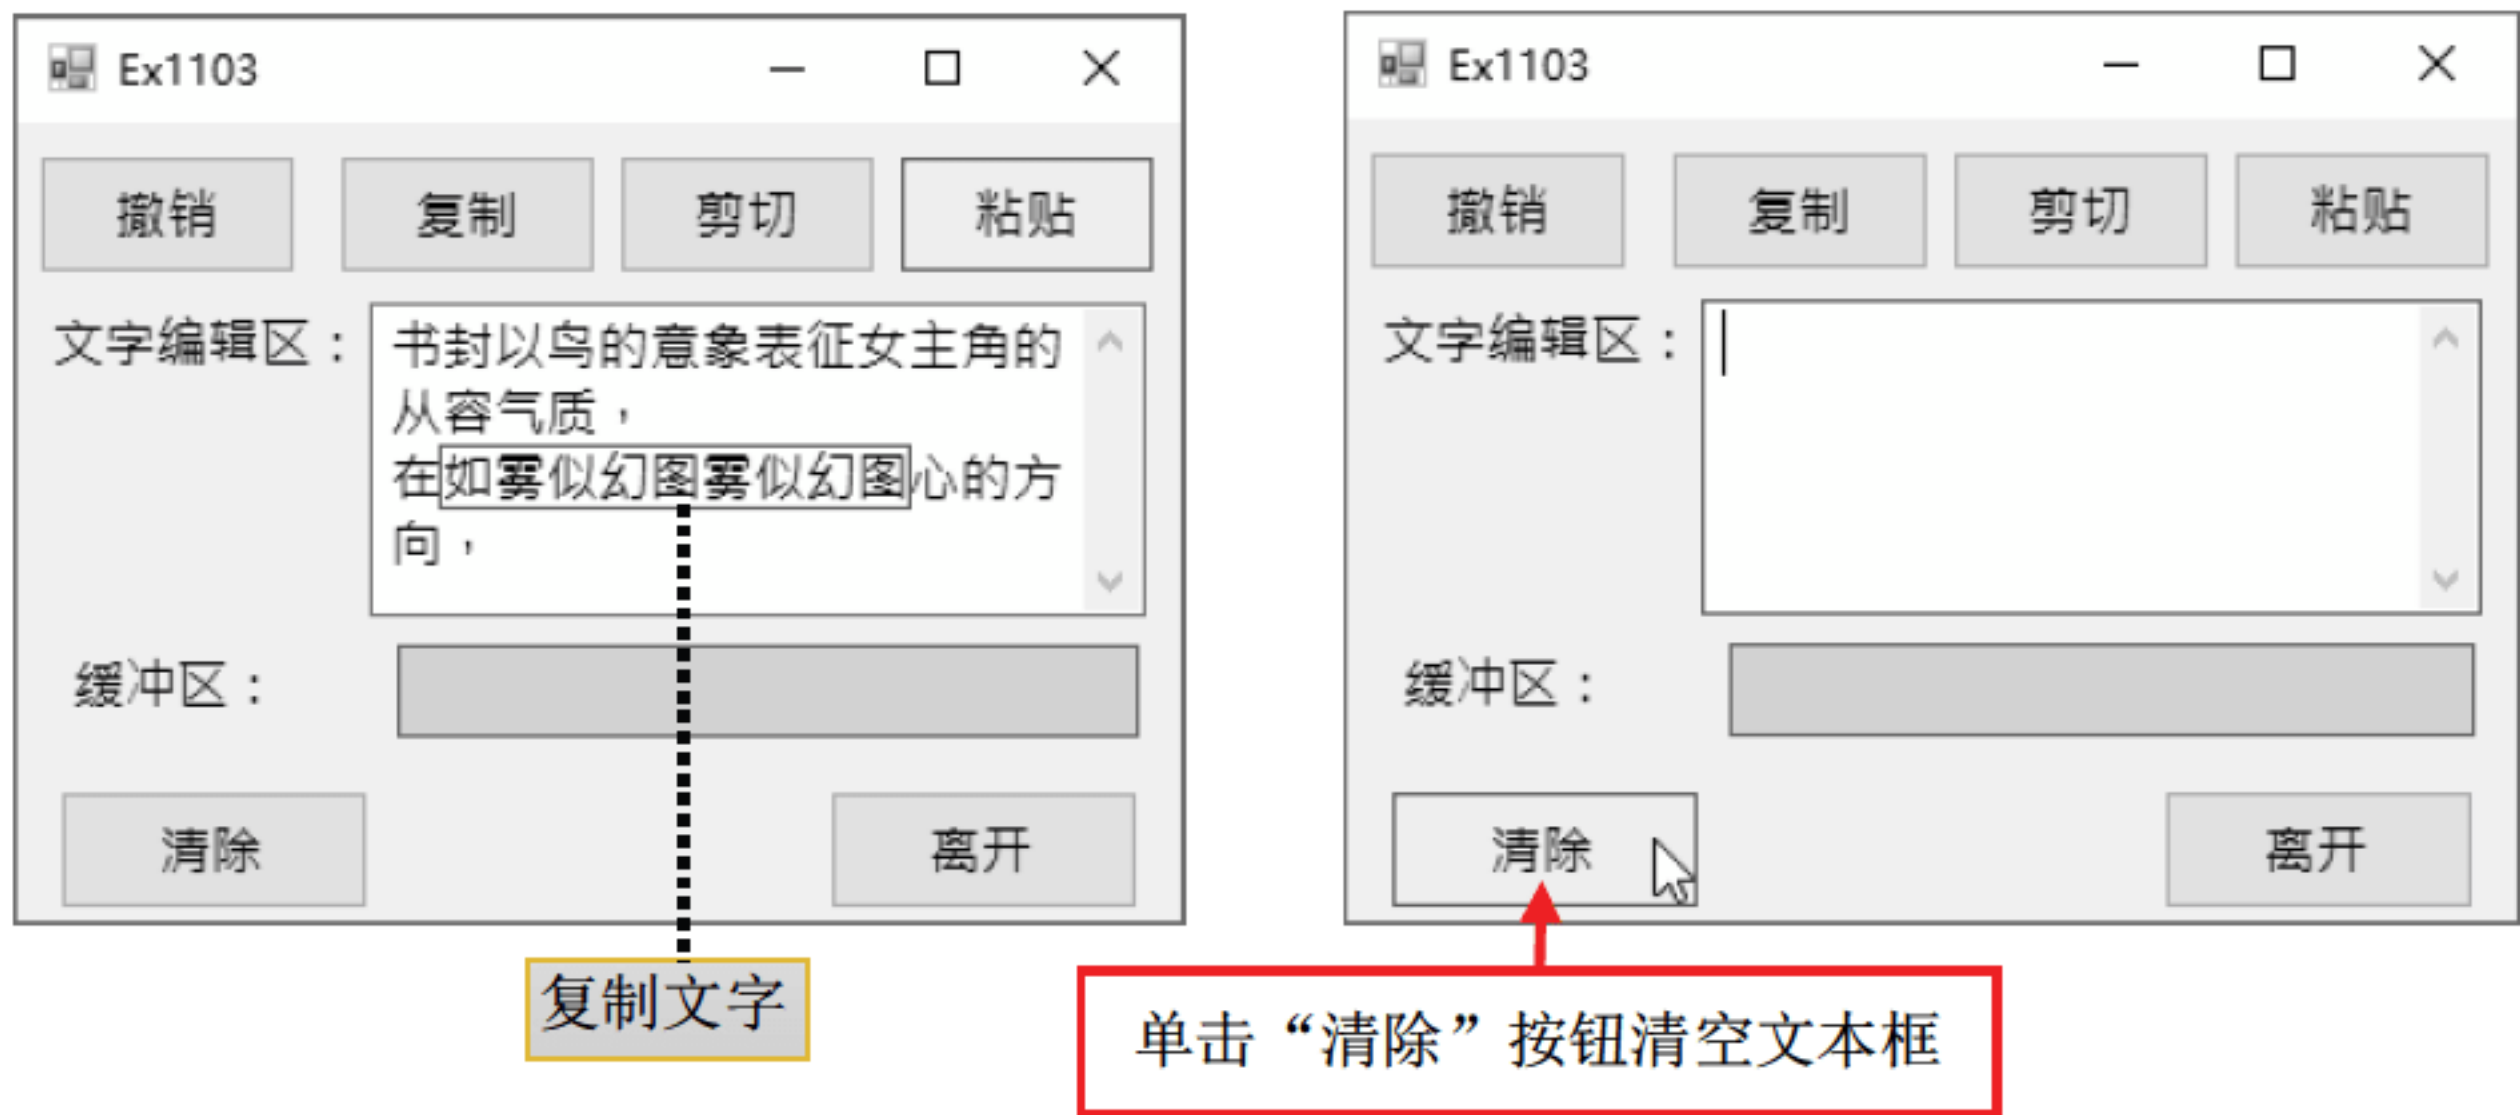 Ex1103
撤销 复制 剪切 粘贴
文字编辑区：
书封以鸟的意象表征女主角的
从容气质，
在如雾似幻图雾似幻图心的方
向，
缓冲区：
清除 离开
复制文字
Ex1103
撤销 复制 剪切 粘贴
文字编辑区：
缓冲区：
清除 离开
单击“清除”按钮清空文本框